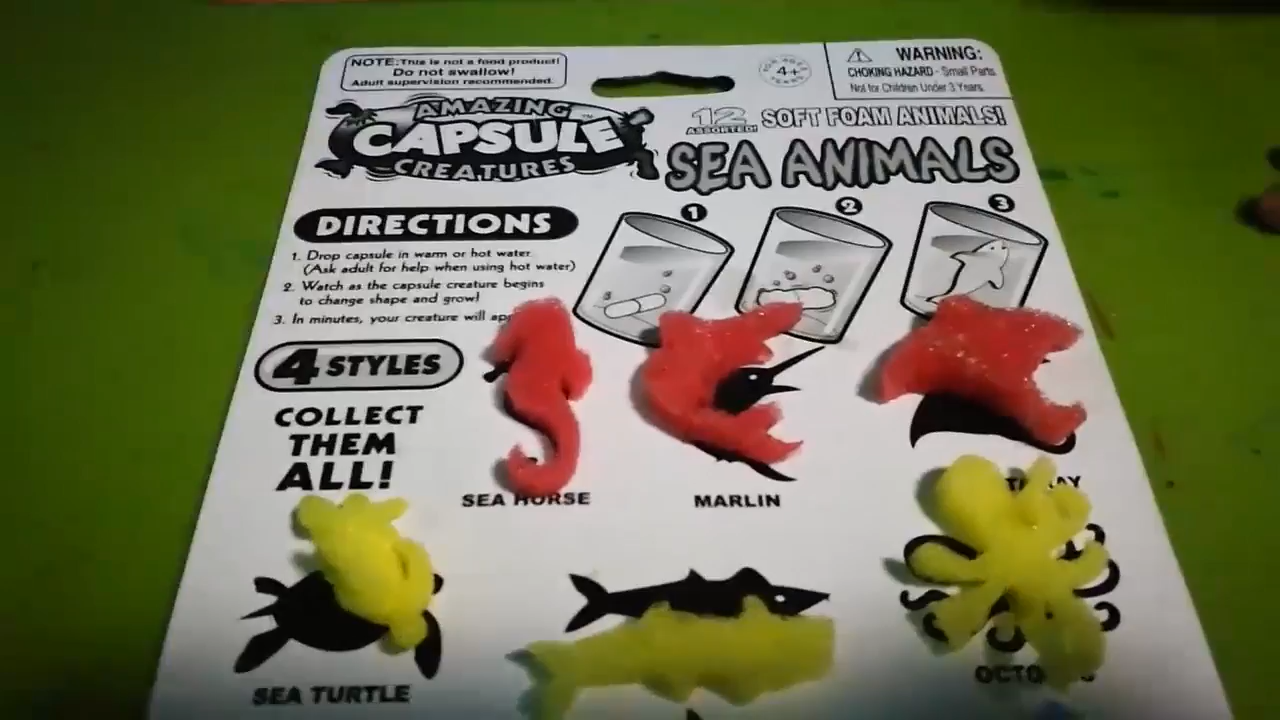 NOTE: This is not a food product!
Do not swallow!
Adult supervision recommended.
FOR AGES 4+ YEARS
WARNING:
CHOKING HAZARD - Small Parts
Not for Children Under 3 Years.
AMAZING
CAPSULE
CREATURES
™
12
ASSORTED!
SOFT FOAM ANIMALS!
SEA ANIMALS
DIRECTIONS
1. Drop capsule in warm or hot water.
(Ask adult for help when using hot water)
2. Watch as the capsule creature begins
to change shape and grow!
3. In minutes, your creature will
1
2
3
4 STYLES
COLLECT
THEM
ALL!
SEA HORSE
MARLIN
SEA TURTLE